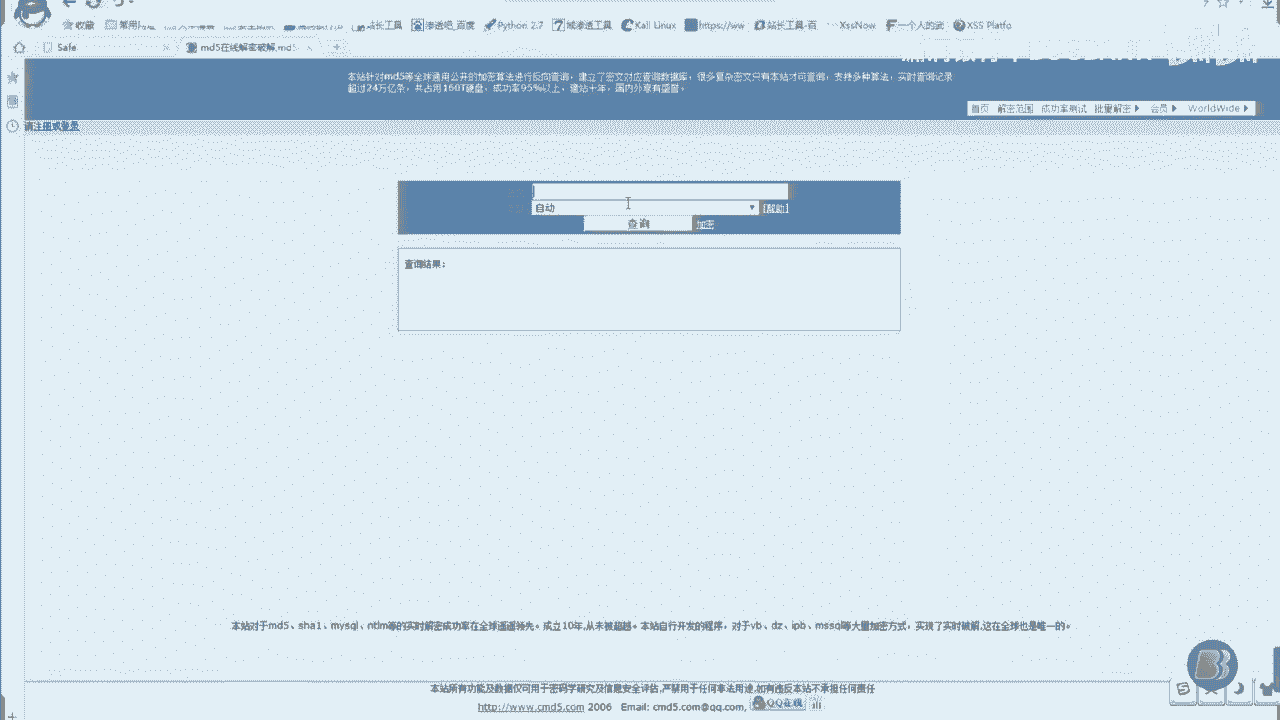 收藏
站长工具
渗透吧_百度
Python 2.7
域渗透工具
Kali Linux
https://ww
站长工具-百
XssNow
一个人的武
XSS Platfo
Safe
md5在线解密破解,md5
本站针对md5等全球通用公开的加密算法进行反向查询，建立了密文对应查询数据库，很多复杂密文只有本站才可查询，支持多种算法，实时查询记录
超过24万亿条，共占用160T硬盘，成功率95%以上，建站十年，国内外享有盛誉。
首页 解密范围 成功率测试 批量解密 会员 WorldWide
请注册或登录
自动
[帮助]
查询
加密
查询结果：
本站对于md5、sha1、mysql、ntlm等的实时解密成功率在全球遥遥领先。成立10年,从未被超越。本站自行开发的程序，对于vb、dz、ipb、mssql等大量加密方式，实现了实时破解,这在全球也是唯一的。
本站所有功能及数据仅可用于密码学研究及信息安全评估,严禁用于任何非法用途,如有违反本站不承担任何责任
http://www.cmd5.com 2006 Email: cmd5.com@qq.com, QQ在线